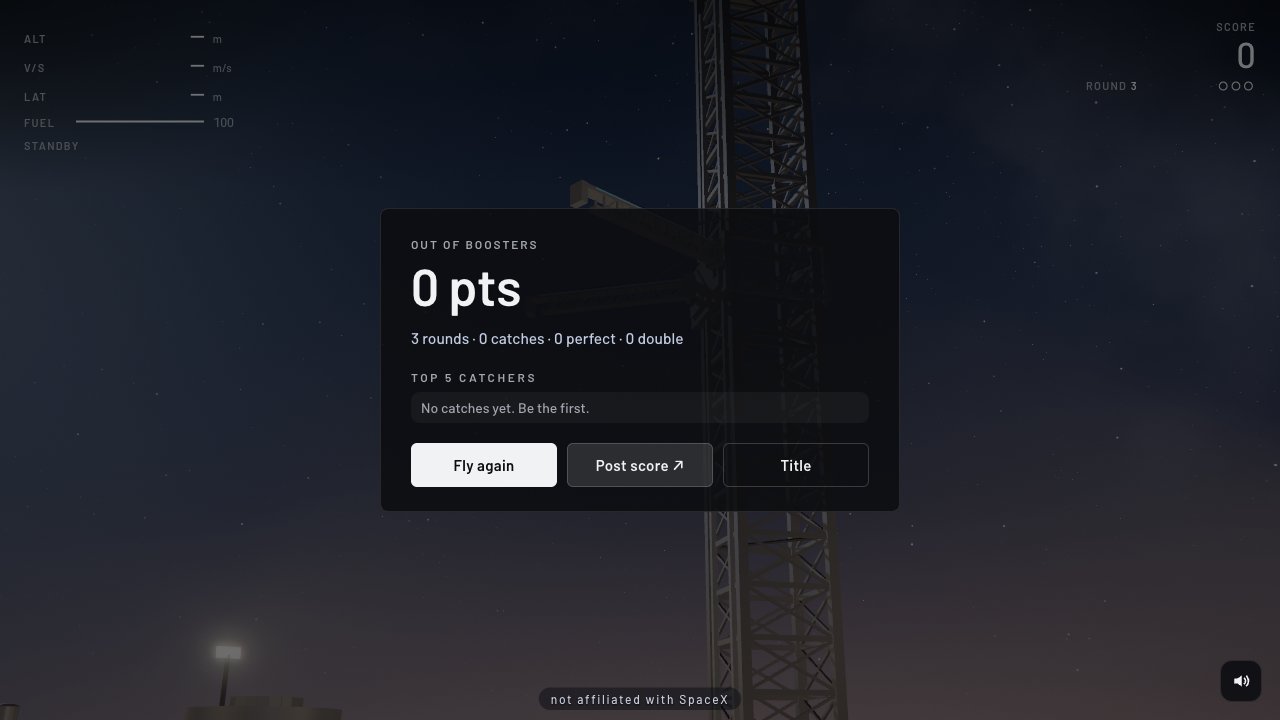 ALT — m
V/S — m/s
LAT — m
FUEL 100
STANDBY
SCORE
0
ROUND 3
OUT OF BOOSTERS
0 pts
3 rounds · 0 catches · 0 perfect · 0 double
TOP 5 CATCHERS
No catches yet. Be the first.
Fly again
Post score ↗
Title
not affiliated with SpaceX